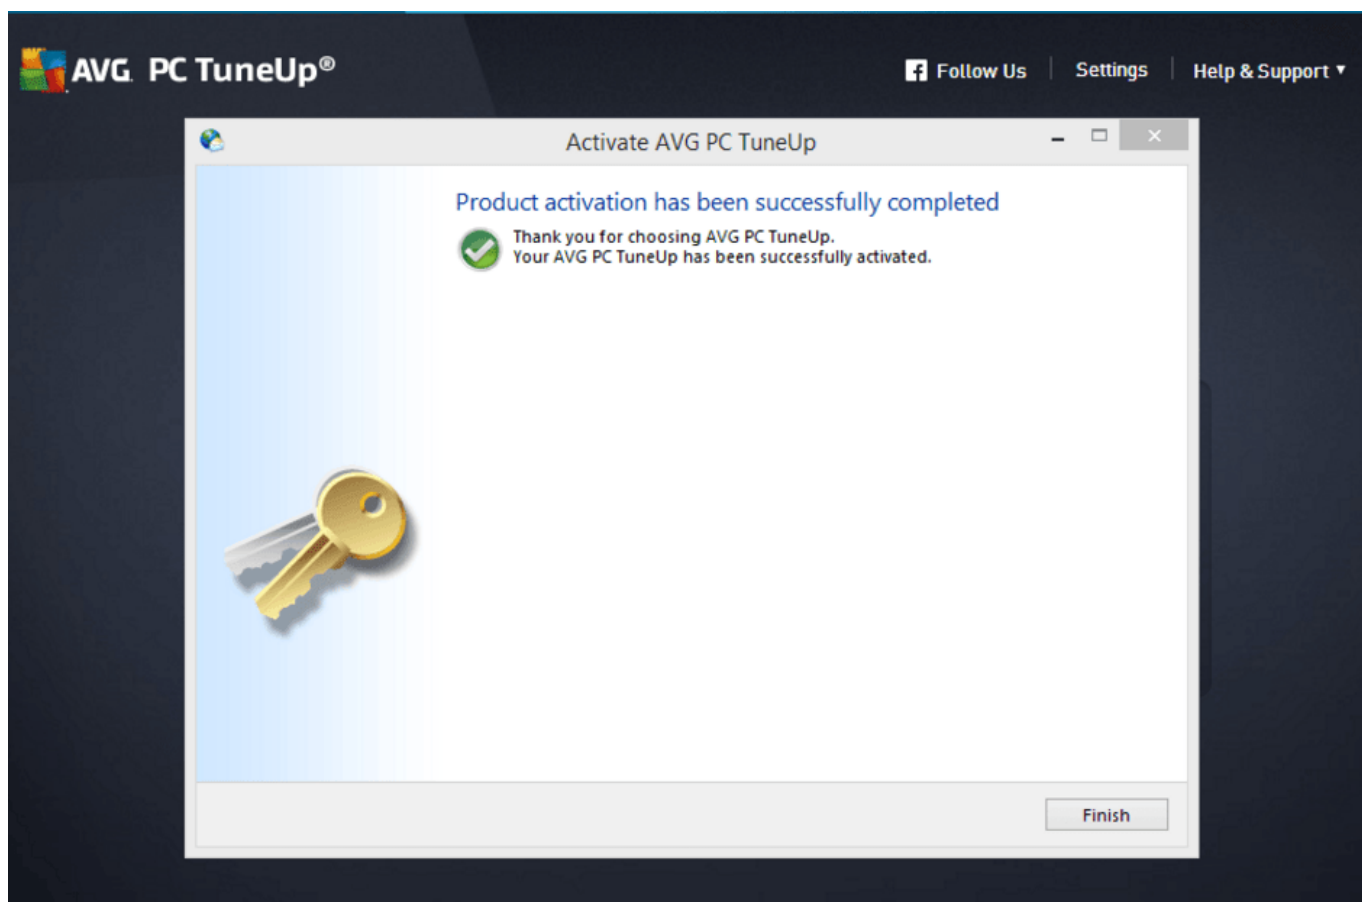 AVG. PC TuneUp®
Follow Us
Settings
Help & Support
Activate AVG PC TuneUp
Product activation has been successfully completed
Thank you for choosing AVG PC TuneUp.
Your AVG PC TuneUp has been successfully activated.
Finish